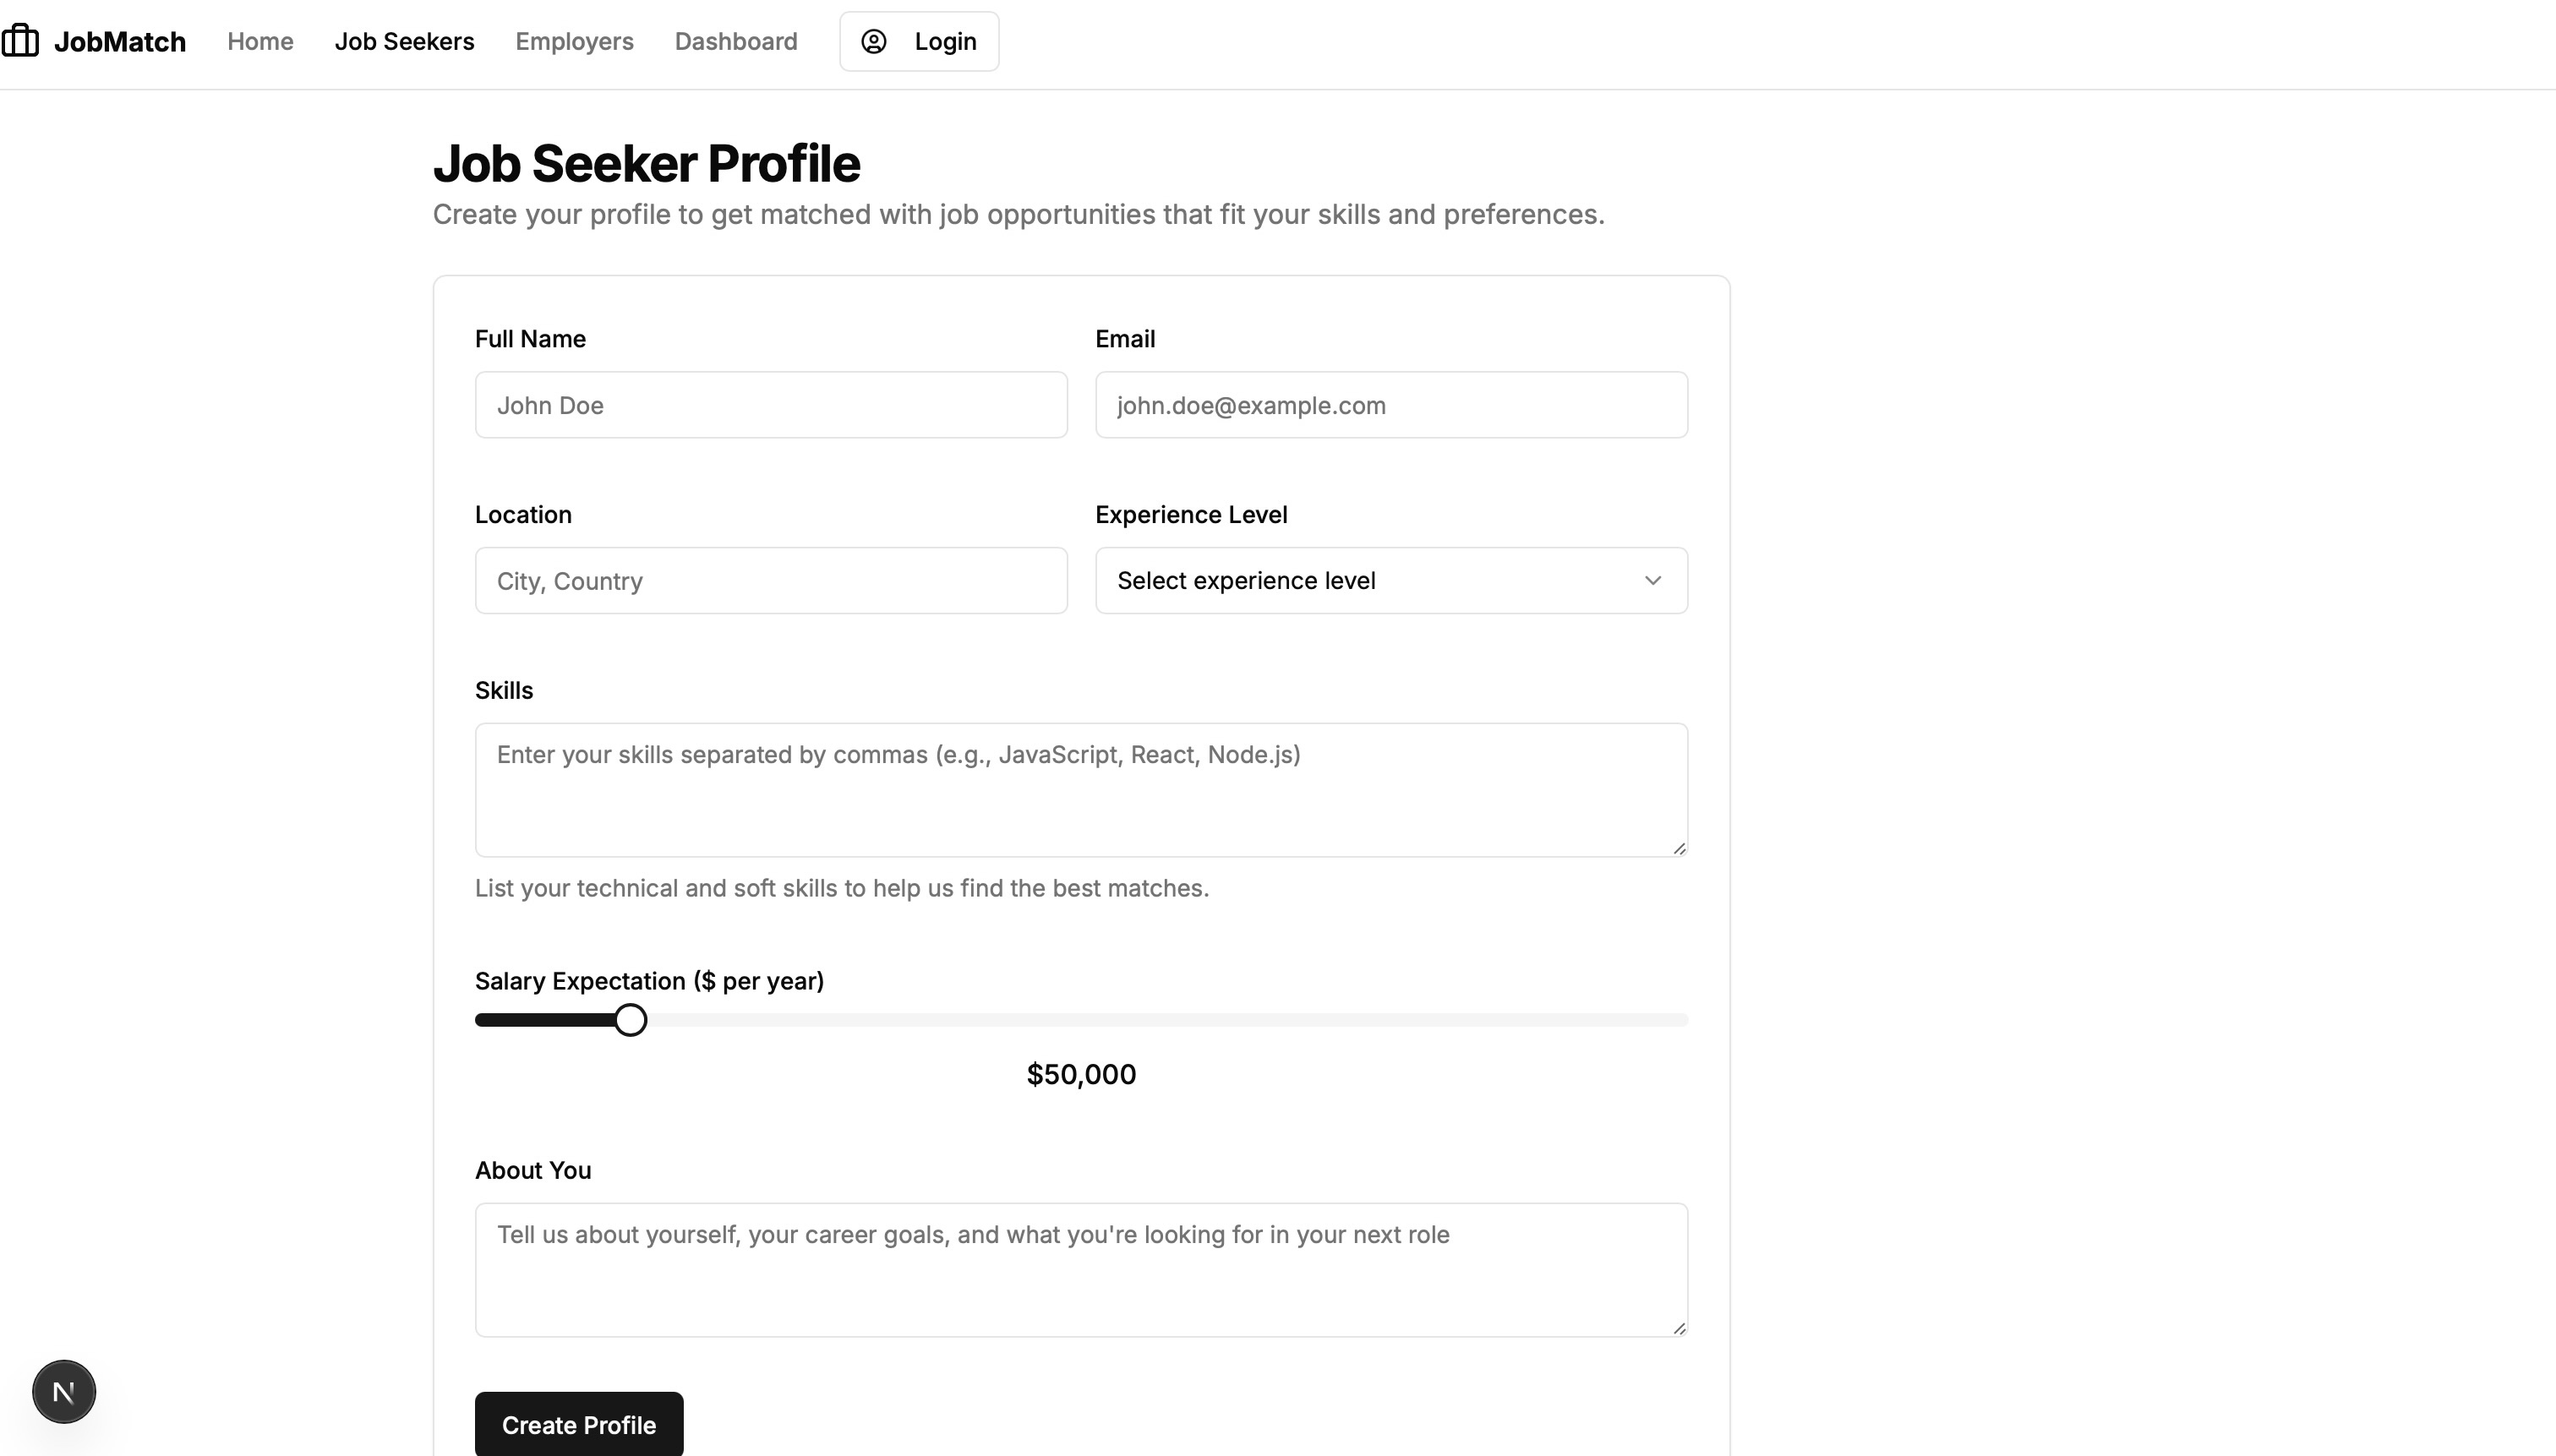 JobMatch Home Job Seekers Employers Dashboard Login
Job Seeker Profile
Create your profile to get matched with job opportunities that fit your skills and preferences.
Full Name Email
John Doe john.doe@example.com
Location Experience Level
City, Country Select experience level
Skills
Enter your skills separated by commas (e.g., JavaScript, React, Node.js)
List your technical and soft skills to help us find the best matches.
Salary Expectation ($ per year)
$50,000
About You
Tell us about yourself, your career goals, and what you're looking for in your next role
N
Create Profile